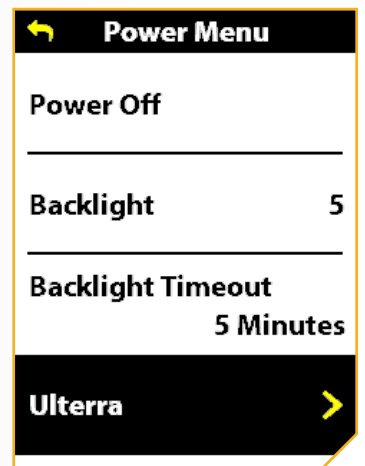 Power Menu
Power Off
Backlight 5
Backlight Timeout
5 Minutes
Ulterra